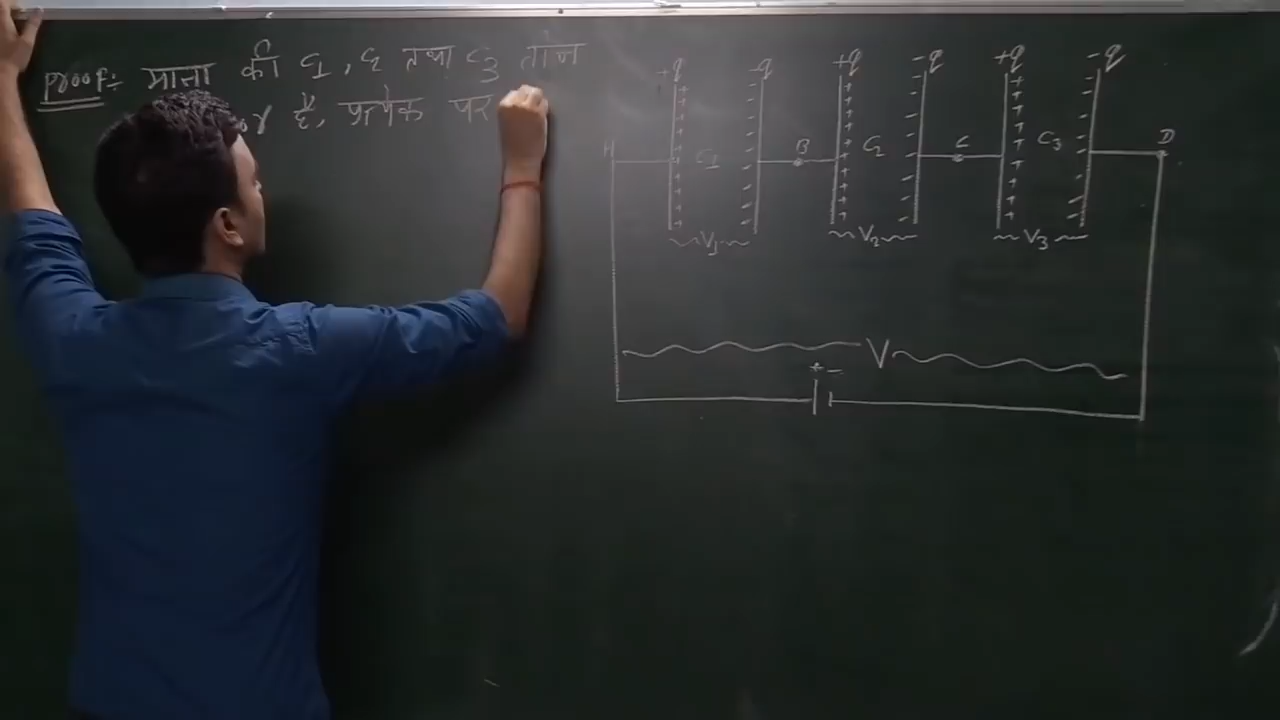 Proof:- माना की C1, C2 तथा C3 तीन
है, प्रत्येक पर
+q -q +q -q +q -q
A C1 B C2 C C3 D
V1 V2 V3
V
+ -